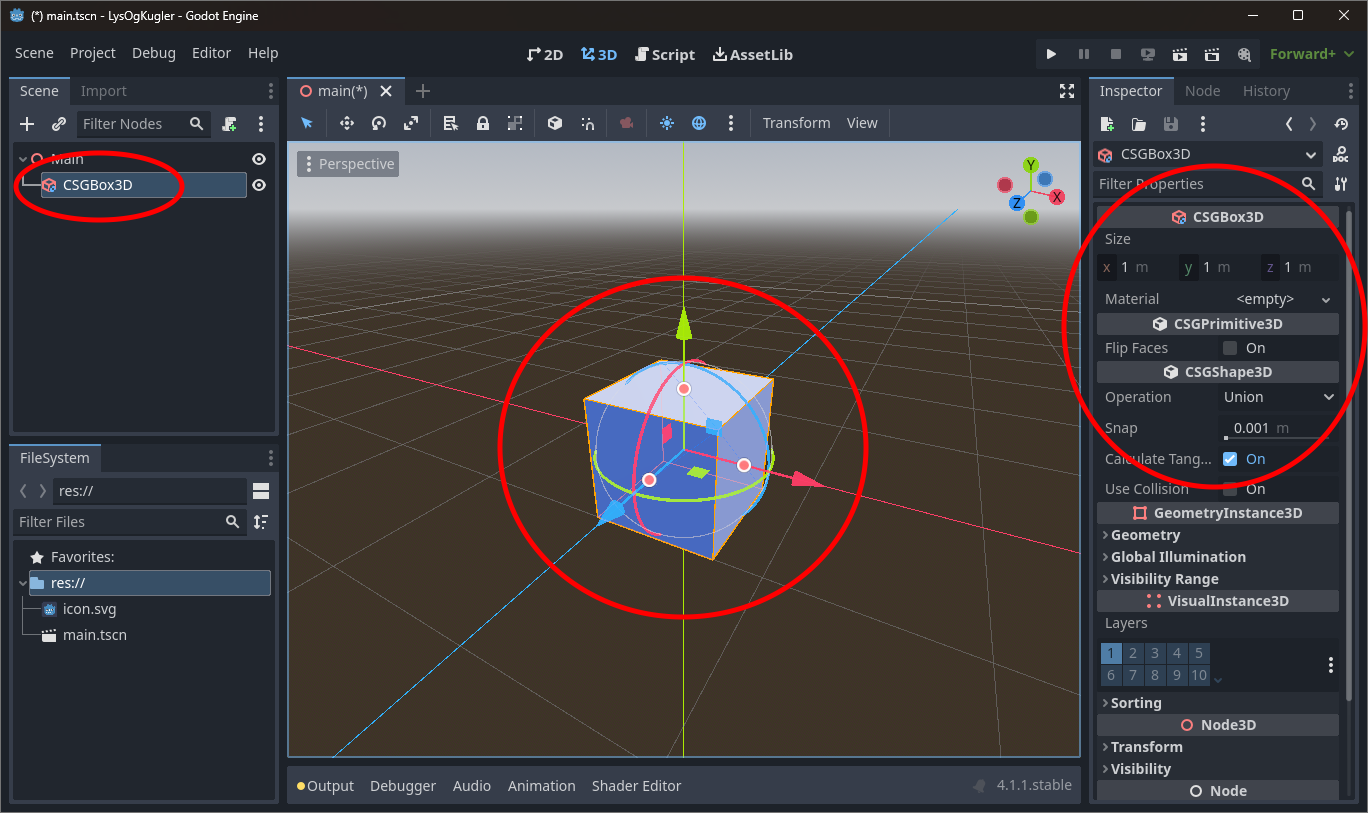 (*) main.tscn - LysOgKugler - Godot Engine
Scene Project Debug Editor Help
2D 3D Script AssetLib
Forward+
Scene Import
Filter Nodes
Main
CSGBox3D
FileSystem
res://
Filter Files
Favorites:
res://
icon.svg
main.tscn
main(*)
Transform View
Perspective
Y
X
Z
Output Debugger Audio Animation Shader Editor
4.1.1.stable
Inspector Node History
CSGBox3D
DOC
Filter Properties
CSGBox3D
Size
x 1 m y 1 m z 1 m
Material <empty>
CSGPrimitive3D
Flip Faces On
CSGShape3D
Operation Union
Snap 0.001 m
Calculate Tang... On
Use Collision On
GeometryInstance3D
Geometry
Global Illumination
Visibility Range
VisualInstance3D
Layers
1 2 3 4 5
6 7 8 9 10
Sorting
Node3D
Transform
Visibility
Node